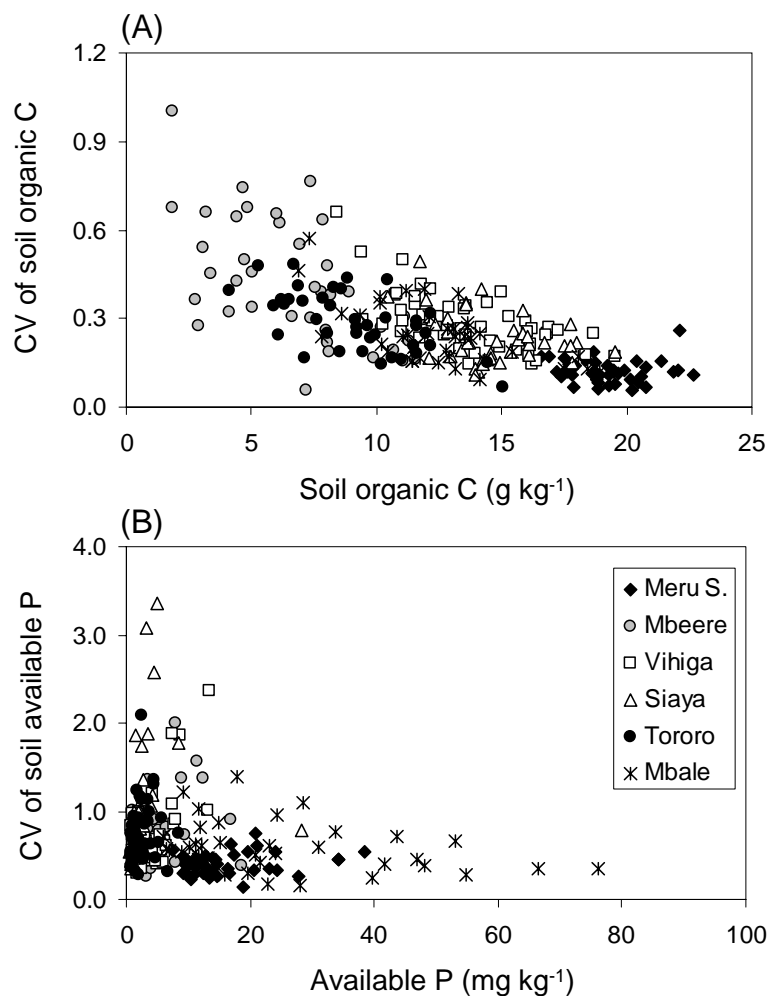 (A)
1.2
0.9
0.6
0.3
0.0
CV of soil organic C
0 5 10 15 20 25
Soil organic C (g kg⁻¹)
(B)
4.0
3.0
2.0
1.0
0.0
CV of soil available P
Meru S.
Mbeere
Vihiga
Siaya
Tororo
Mbale
0 20 40 60 80 100
Available P (mg kg⁻¹)